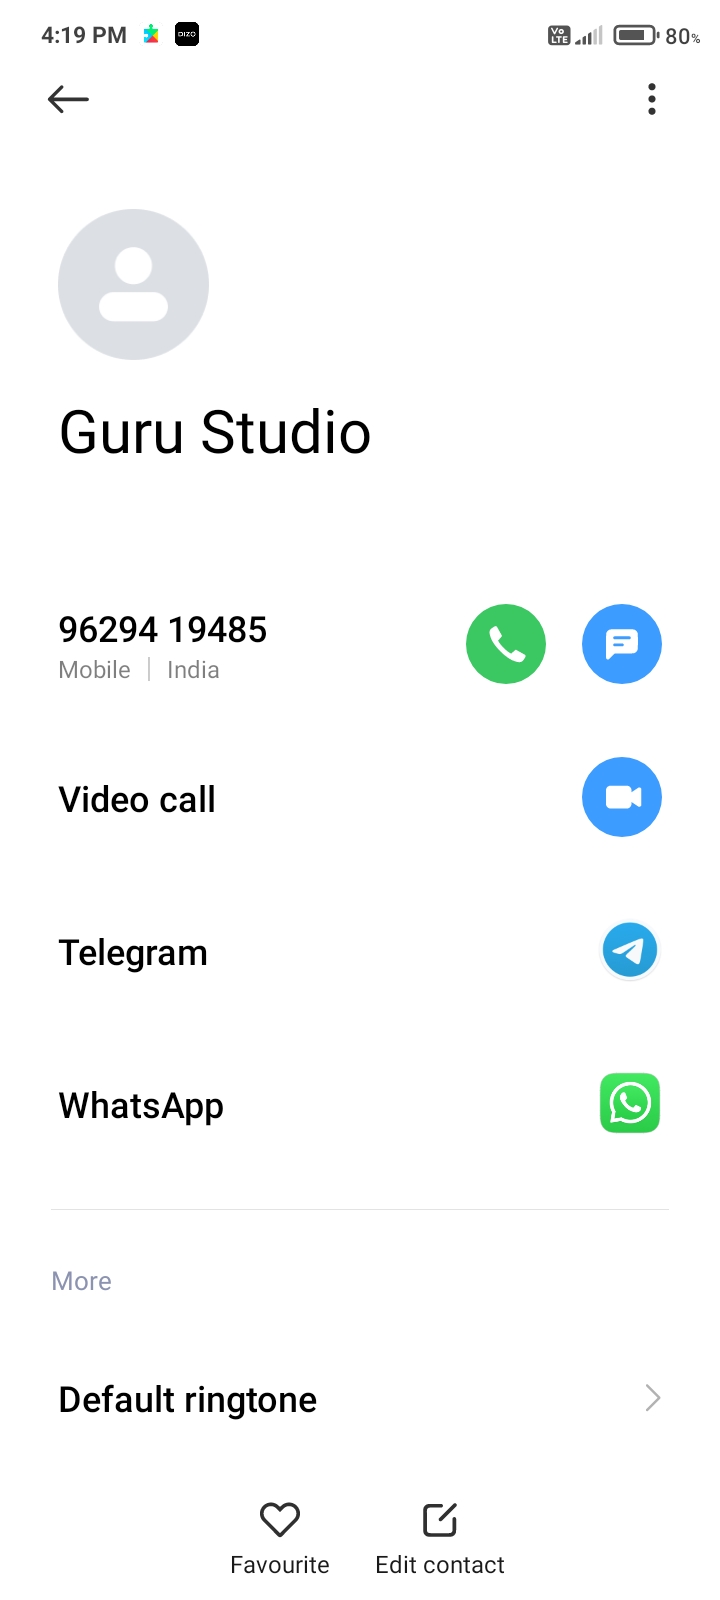 4:19 PM DIZO Vo LTE 80%
Guru Studio
96294 19485
Mobile | India
Video call
Telegram
WhatsApp
More
Default ringtone
Favourite Edit contact